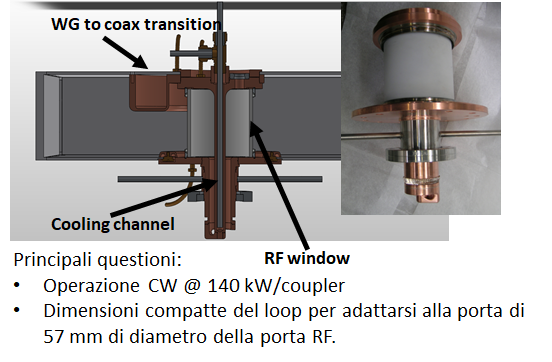 WG to coax transition
Cooling channel
RF window
Principali questioni:
• Operazione CW @ 140 kW/coupler
• Dimensioni compatte del loop per adattarsi alla porta di
57 mm di diametro della porta RF.